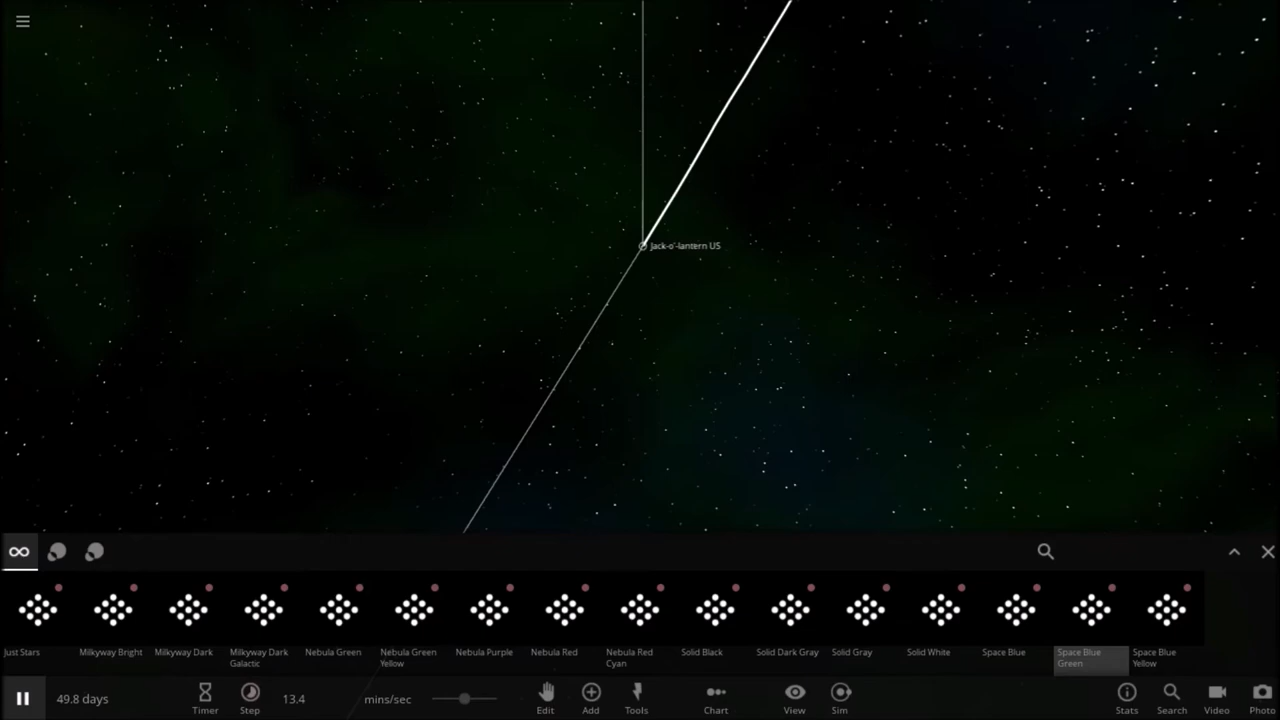 Jack-o'-lantern US
Just Stars
Milkyway Bright
Milkyway Dark
Milkyway Dark
Galactic
Nebula Green
Nebula Green
Yellow
Nebula Purple
Nebula Red
Nebula Red
Cyan
Solid Black
Solid Dark Gray
Solid Gray
Solid White
Space Blue
Space Blue
Green
Space Blue
Yellow
49.8 days
Timer
Step
13.4
mins/sec
Edit
Add
Tools
Chart
View
Sim
Stats
Search
Video
Photo